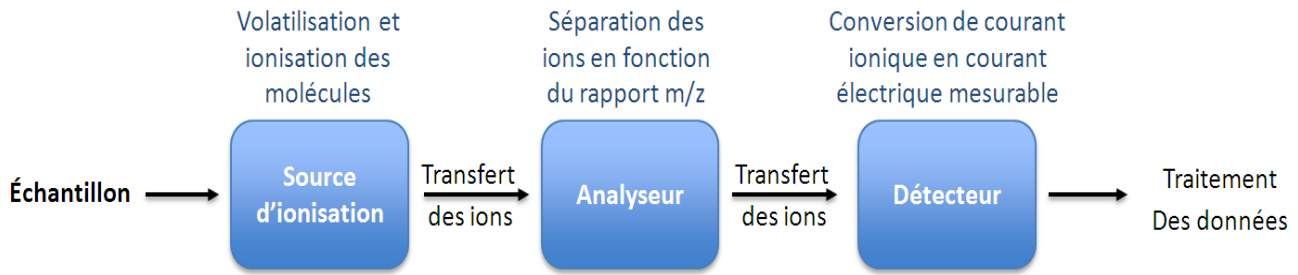 Volatilisation et
ionisation des
molécules
Séparation des
ions en fonction
du rapport m/z
Conversion de courant
ionique en courant
électrique mesurable
Échantillon
Source
d'ionisation
Transfert
des ions
Analyseur
Transfert
des ions
Détecteur
Traitement
Des données